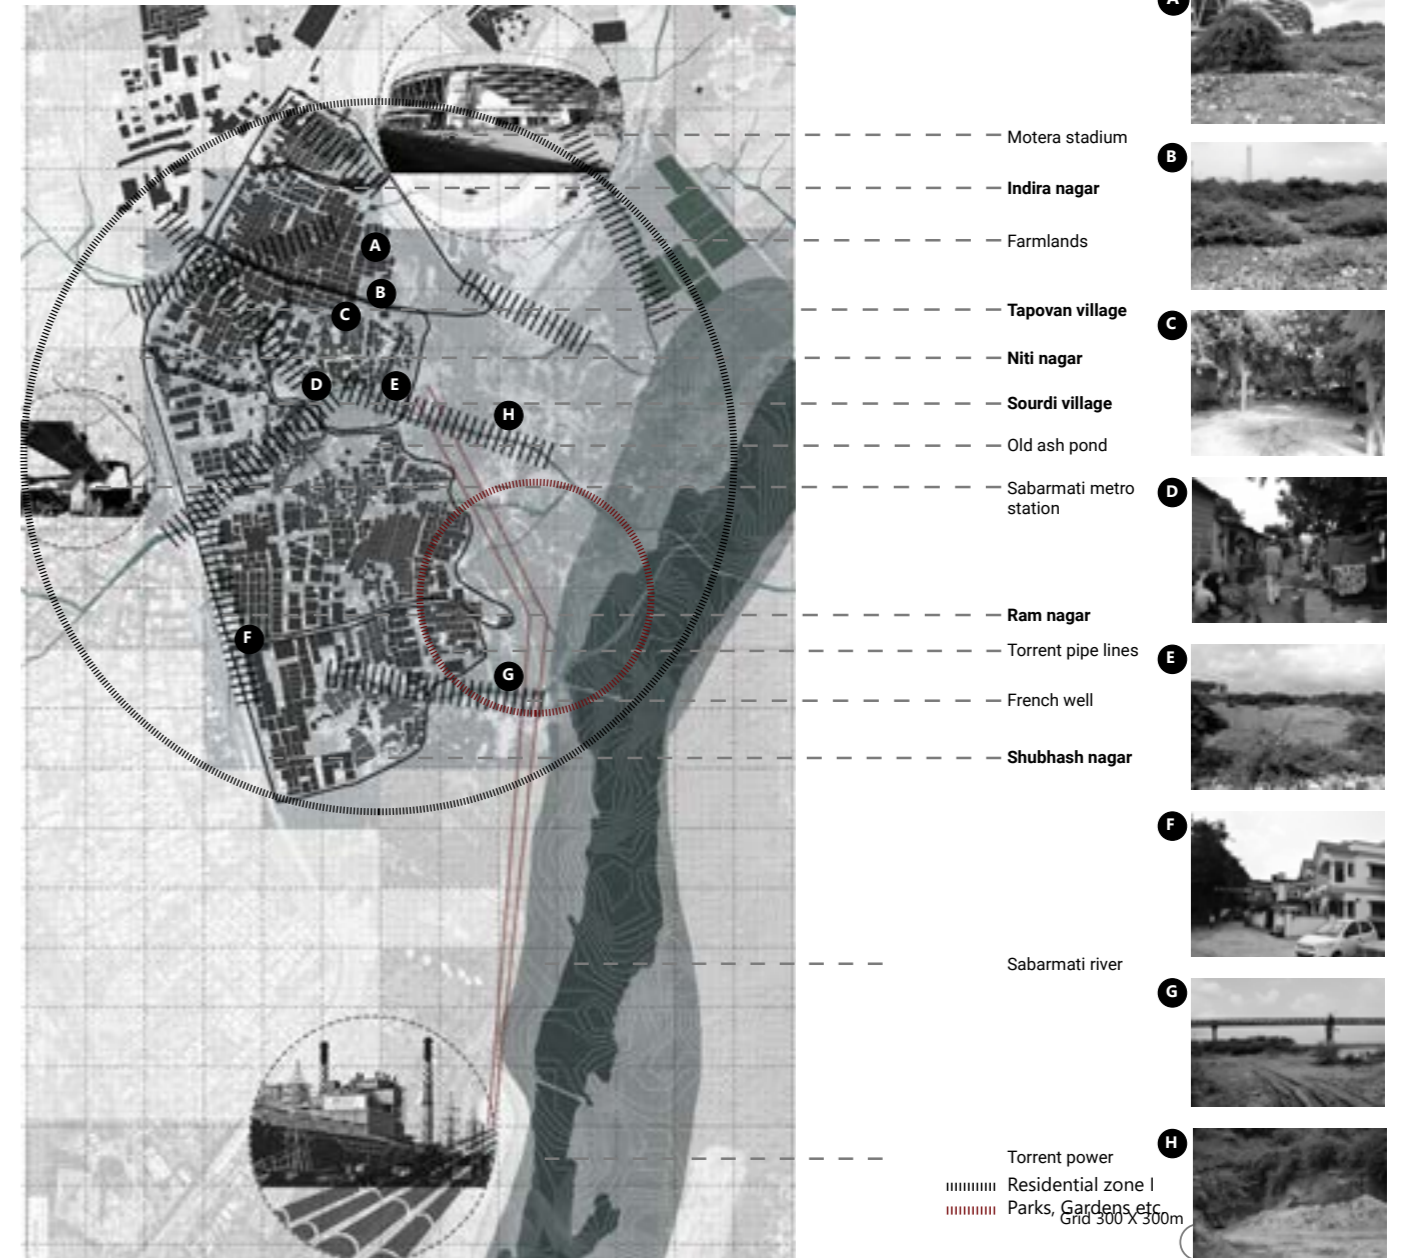 A
B
C
D
E
H
F
G
Motera stadium
Indira nagar
Farmlands
Tapovan village
Niti nagar
Sourdi village
Old ash pond
Sabarmati metro
station
Ram nagar
Torrent pipe lines
French well
Shubhash nagar
Sabarmati river
Torrent power
Residential zone I
Parks, Gardens etc.
Grid 300 X 300m
A
B
C
D
E
F
G
H